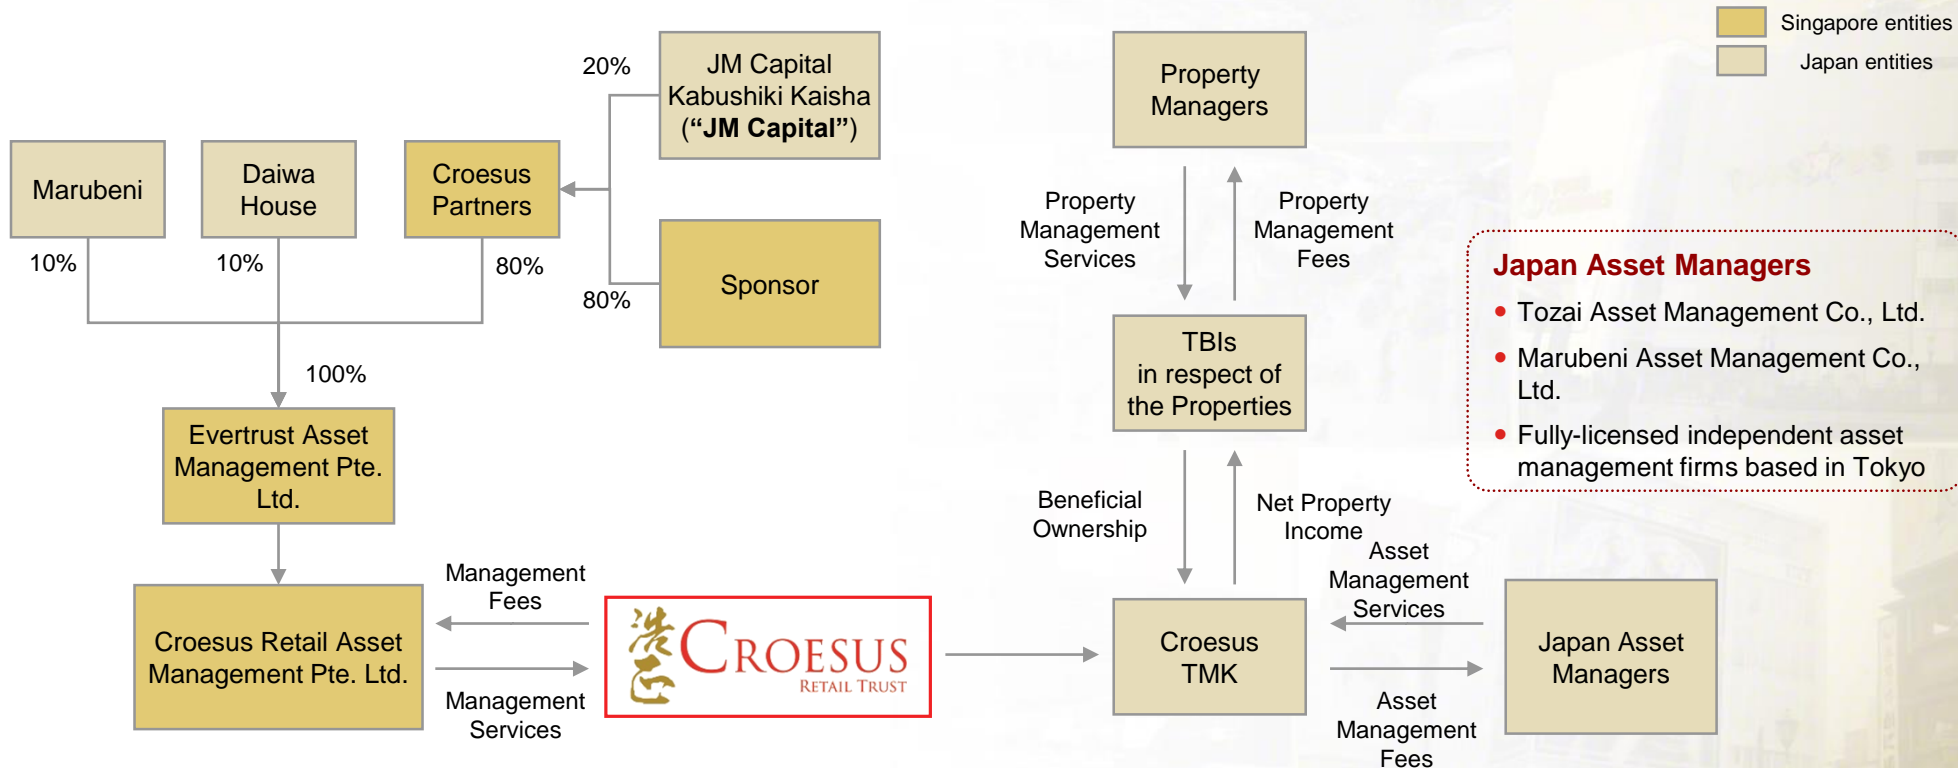 Singapore entities
Japan entities
20%
JM Capital
Kabushiki Kaisha
(“JM Capital”)
Marubeni
Daiwa
House
Croesus
Partners
10%
10%
80%
80%
Sponsor
100%
Evertrust Asset
Management Pte.
Ltd.
Croesus Retail Asset
Management Pte. Ltd.
Management
Fees
Management
Services
浩正
CROESUS
RETAIL TRUST
Property
Managers
Property
Management
Services
Property
Management
Fees
TBIs
in respect of
the Properties
Beneficial
Ownership
Net Property
Income
Croesus
TMK
Asset
Management
Services
Asset
Management
Fees
Japan Asset
Managers
Japan Asset Managers
• Tozai Asset Management Co., Ltd.
• Marubeni Asset Management Co.,
Ltd.
• Fully-licensed independent asset
management firms based in Tokyo